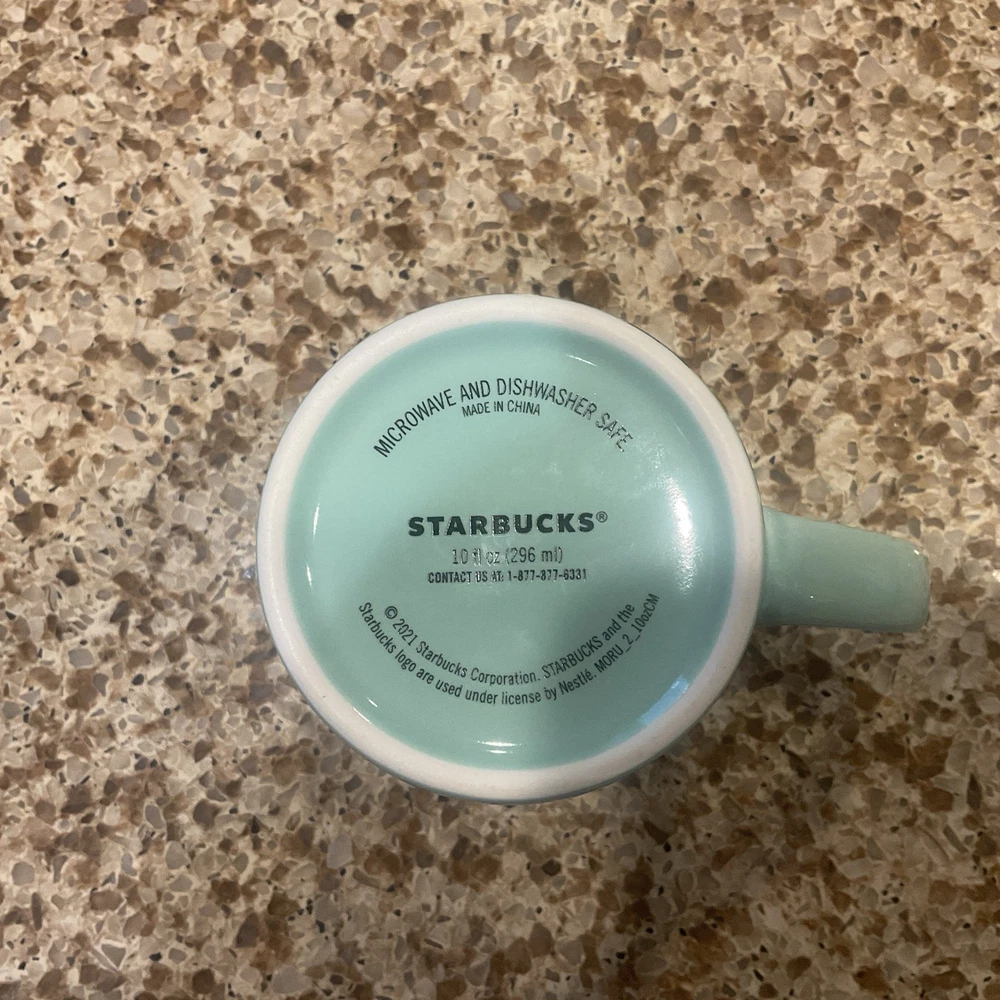 MICROWAVE AND DISHWASHER SAFE.
MADE IN CHINA
STARBUCKS®
10 fl oz (296 ml)
CONTACT US AT: 1-877-877-6331
© 2021 Starbucks Corporation. STARBUCKS and the
Starbucks logo are used under license by Nestlé. MORU_2_10ozCM